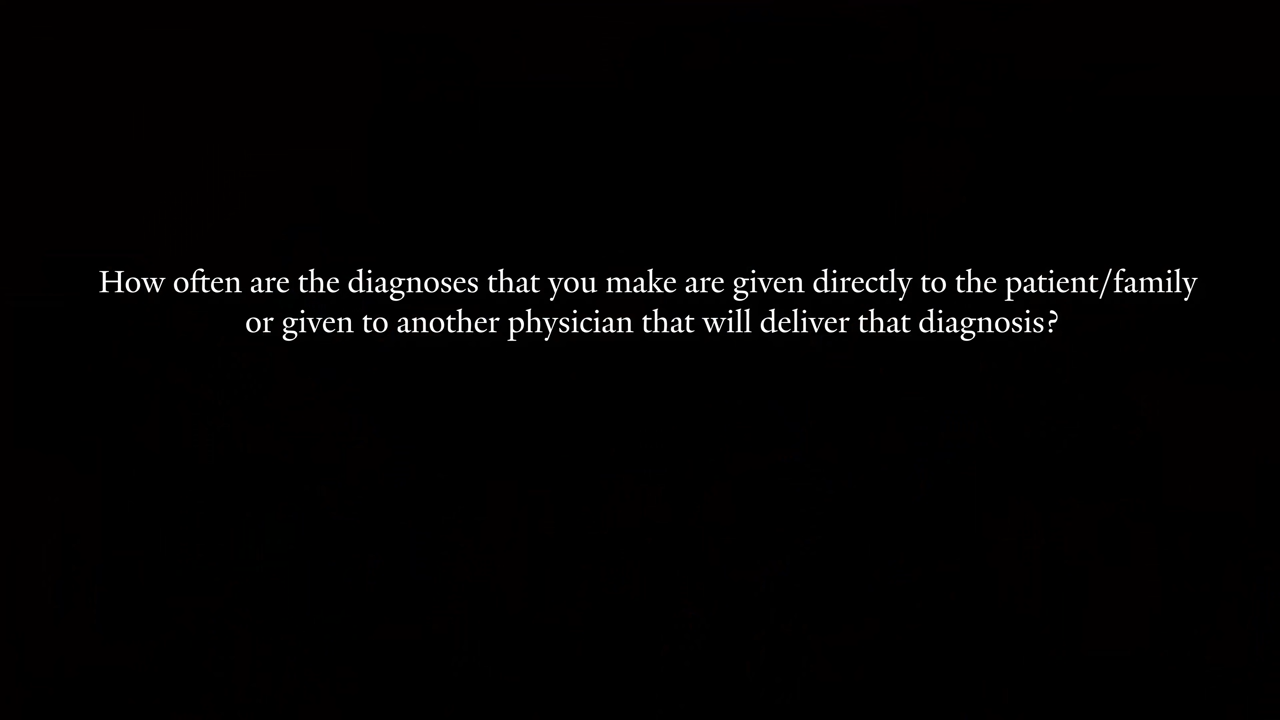 How often are the diagnoses that you make are given directly to the patient/family
or given to another physician that will deliver that diagnosis?